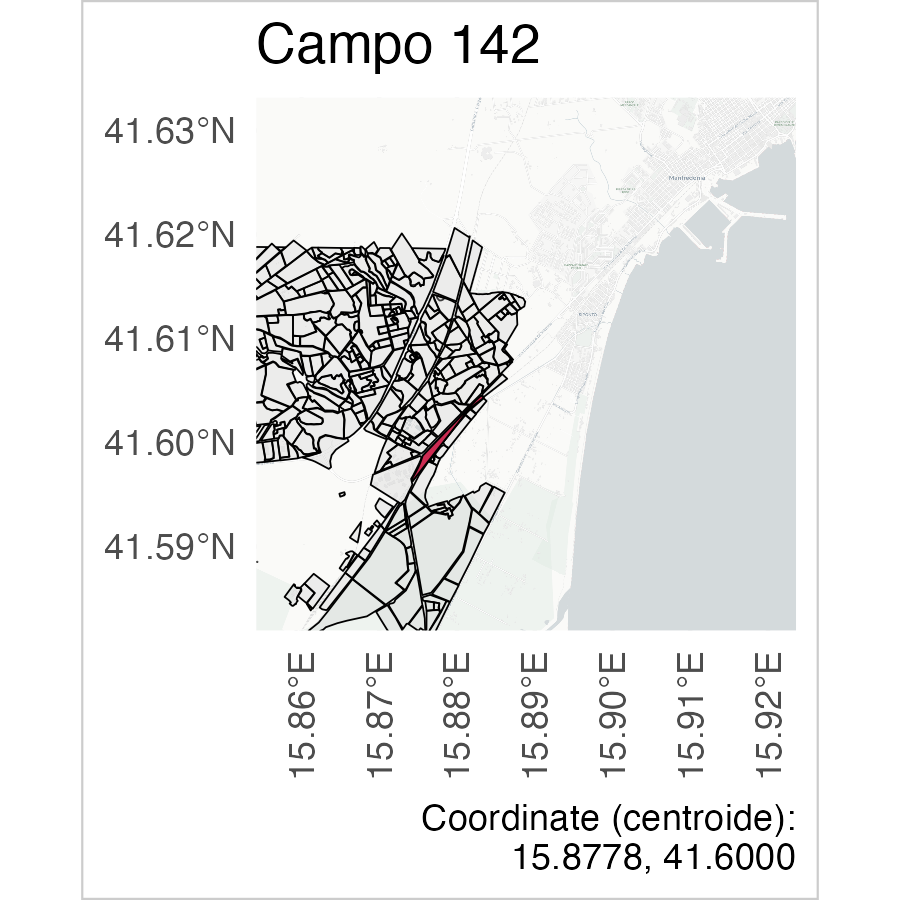 Campo 142
41.63°N
41.62°N
41.61°N
41.60°N
41.59°N
Manfredonia
SIPONTO
15.86°E
15.87°E
15.88°E
15.89°E
15.90°E
15.91°E
15.92°E
Coordinate (centroide):
15.8778, 41.6000